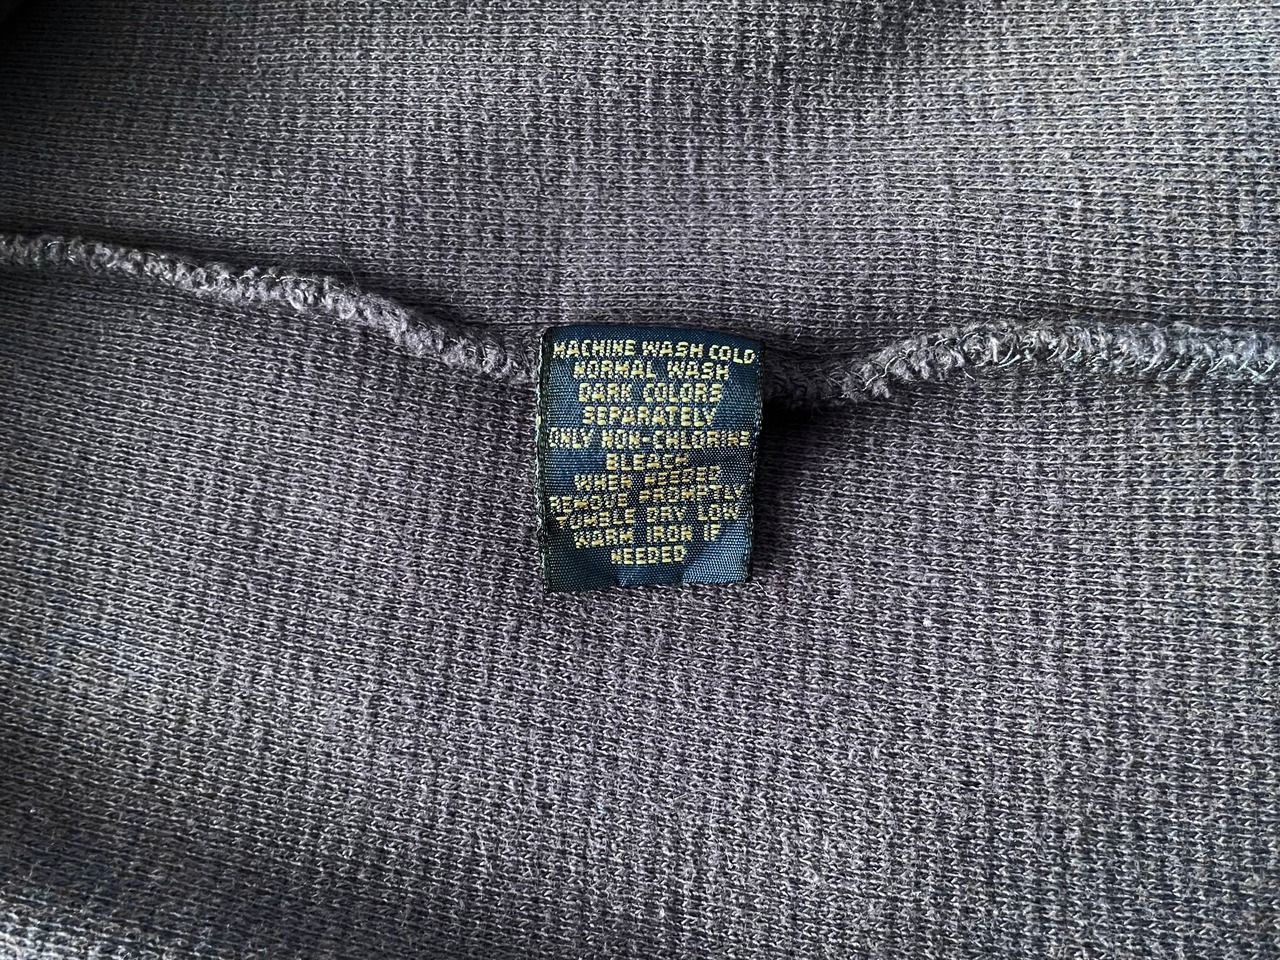 MACHINE WASH COLD
NORMAL WASH
DARK COLORS
SEPARATELY
ONLY NON-CHLORINE
BLEACH
WHEN NEEDED
REMOVE PROMPTLY
TUMBLE DRY LOW
WARM IRON IF
NEEDED